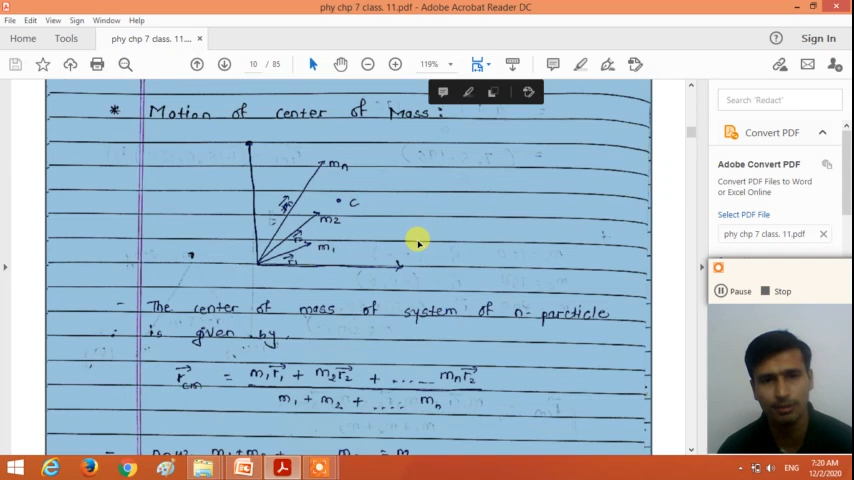 phy chp 7 class. 11.pdf - Adobe Acrobat Reader DC
File Edit View Sign Window Help
Home Tools phy chp 7 class. 11.... × Sign In
10 / 85 119%
Search 'Redact'
* Motion of center of Mass:
mn
C
m2
m1
r1
- The center of mass of system of n-particle
is given by
rcm = m1r1 + m2r2 + ..... mnr2
m1 + m2 + .... mn
Convert PDF
Adobe Convert PDF
Convert PDF Files to Word
or Excel Online
Select PDF File
phy chp 7 class. 11.pdf
Pause Stop
ENG
7:20 AM
12/2/2020